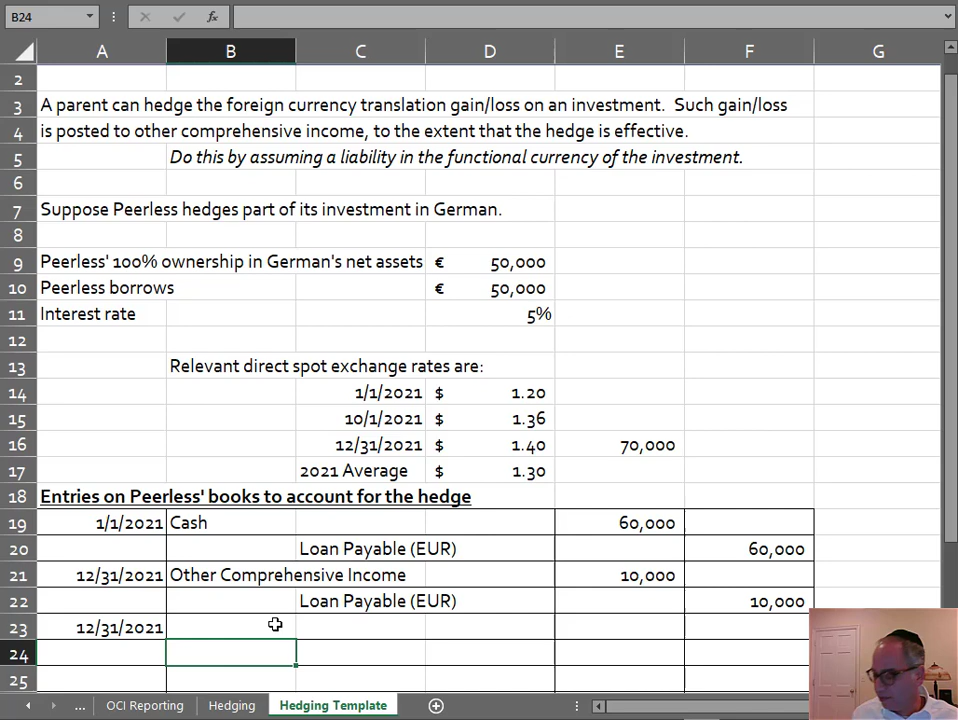 B24
fx
A B C D E F G
2
3 A parent can hedge the foreign currency translation gain/loss on an investment. Such gain/loss
4 is posted to other comprehensive income, to the extent that the hedge is effective.
5 Do this by assuming a liability in the functional currency of the investment.
6
7 Suppose Peerless hedges part of its investment in German.
8
9 Peerless' 100% ownership in German's net assets € 50,000
10 Peerless borrows € 50,000
11 Interest rate 5%
12
13 Relevant direct spot exchange rates are:
14 1/1/2021 $ 1.20
15 10/1/2021 $ 1.36
16 12/31/2021 $ 1.40 70,000
17 2021 Average $ 1.30
18 Entries on Peerless' books to account for the hedge
19 1/1/2021 Cash 60,000
20 Loan Payable (EUR) 60,000
21 12/31/2021 Other Comprehensive Income 10,000
22 Loan Payable (EUR) 10,000
23 12/31/2021
24
25
... OCI Reporting Hedging Hedging Template